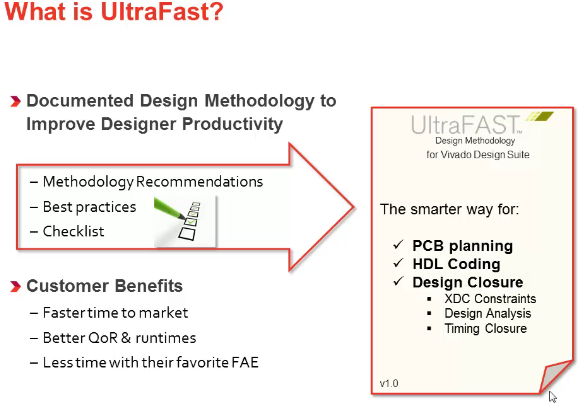 What is UltraFast?
Documented Design Methodology to
Improve Designer Productivity
– Methodology Recommendations
– Best practices
– Checklist
Customer Benefits
– Faster time to market
– Better QoR & runtimes
– Less time with their favorite FAE
UltraFAST™
Design Methodology
for Vivado Design Suite
The smarter way for:
✓ PCB planning
✓ HDL Coding
✓ Design Closure
▪ XDC Constraints
▪ Design Analysis
▪ Timing Closure
v1.0